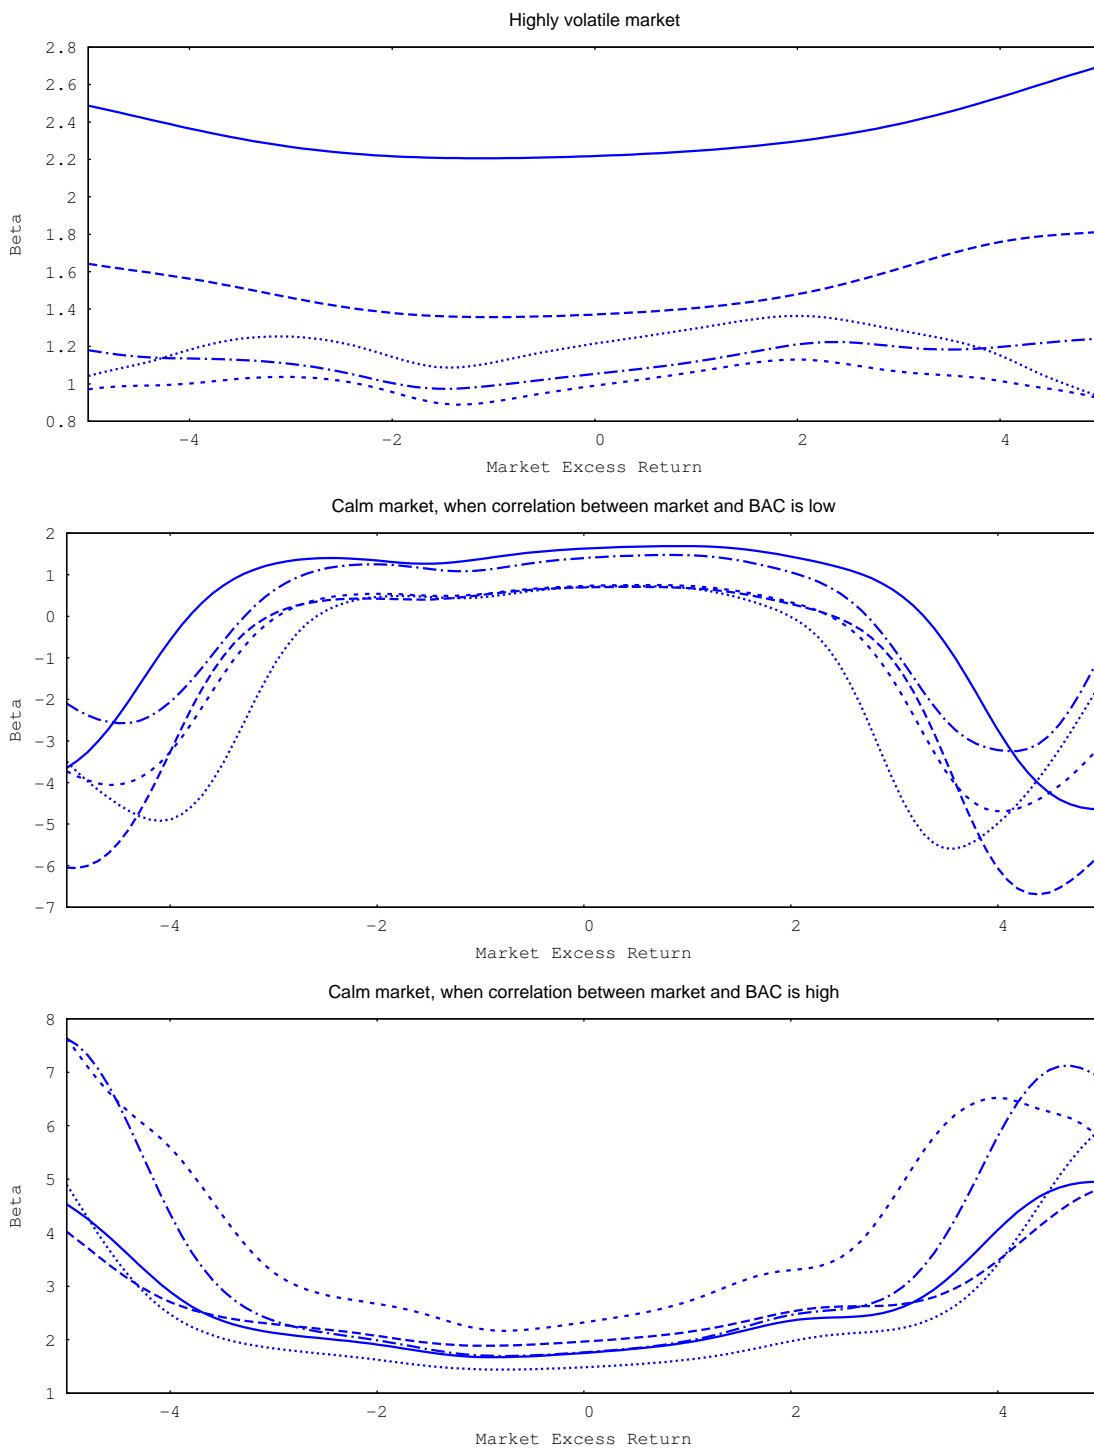 Highly volatile market
2.8
2.6
2.4
2.2
2
1.8
1.6
1.4
1.2
1
0.8
Beta
-4 -2 0 2 4
Market Excess Return
Calm market, when correlation between market and BAC is low
2
1
0
-1
-2
-3
-4
-5
-6
-7
Beta
-4 -2 0 2 4
Market Excess Return
Calm market, when correlation between market and BAC is high
8
7
6
5
4
3
2
1
Beta
-4 -2 0 2 4
Market Excess Return